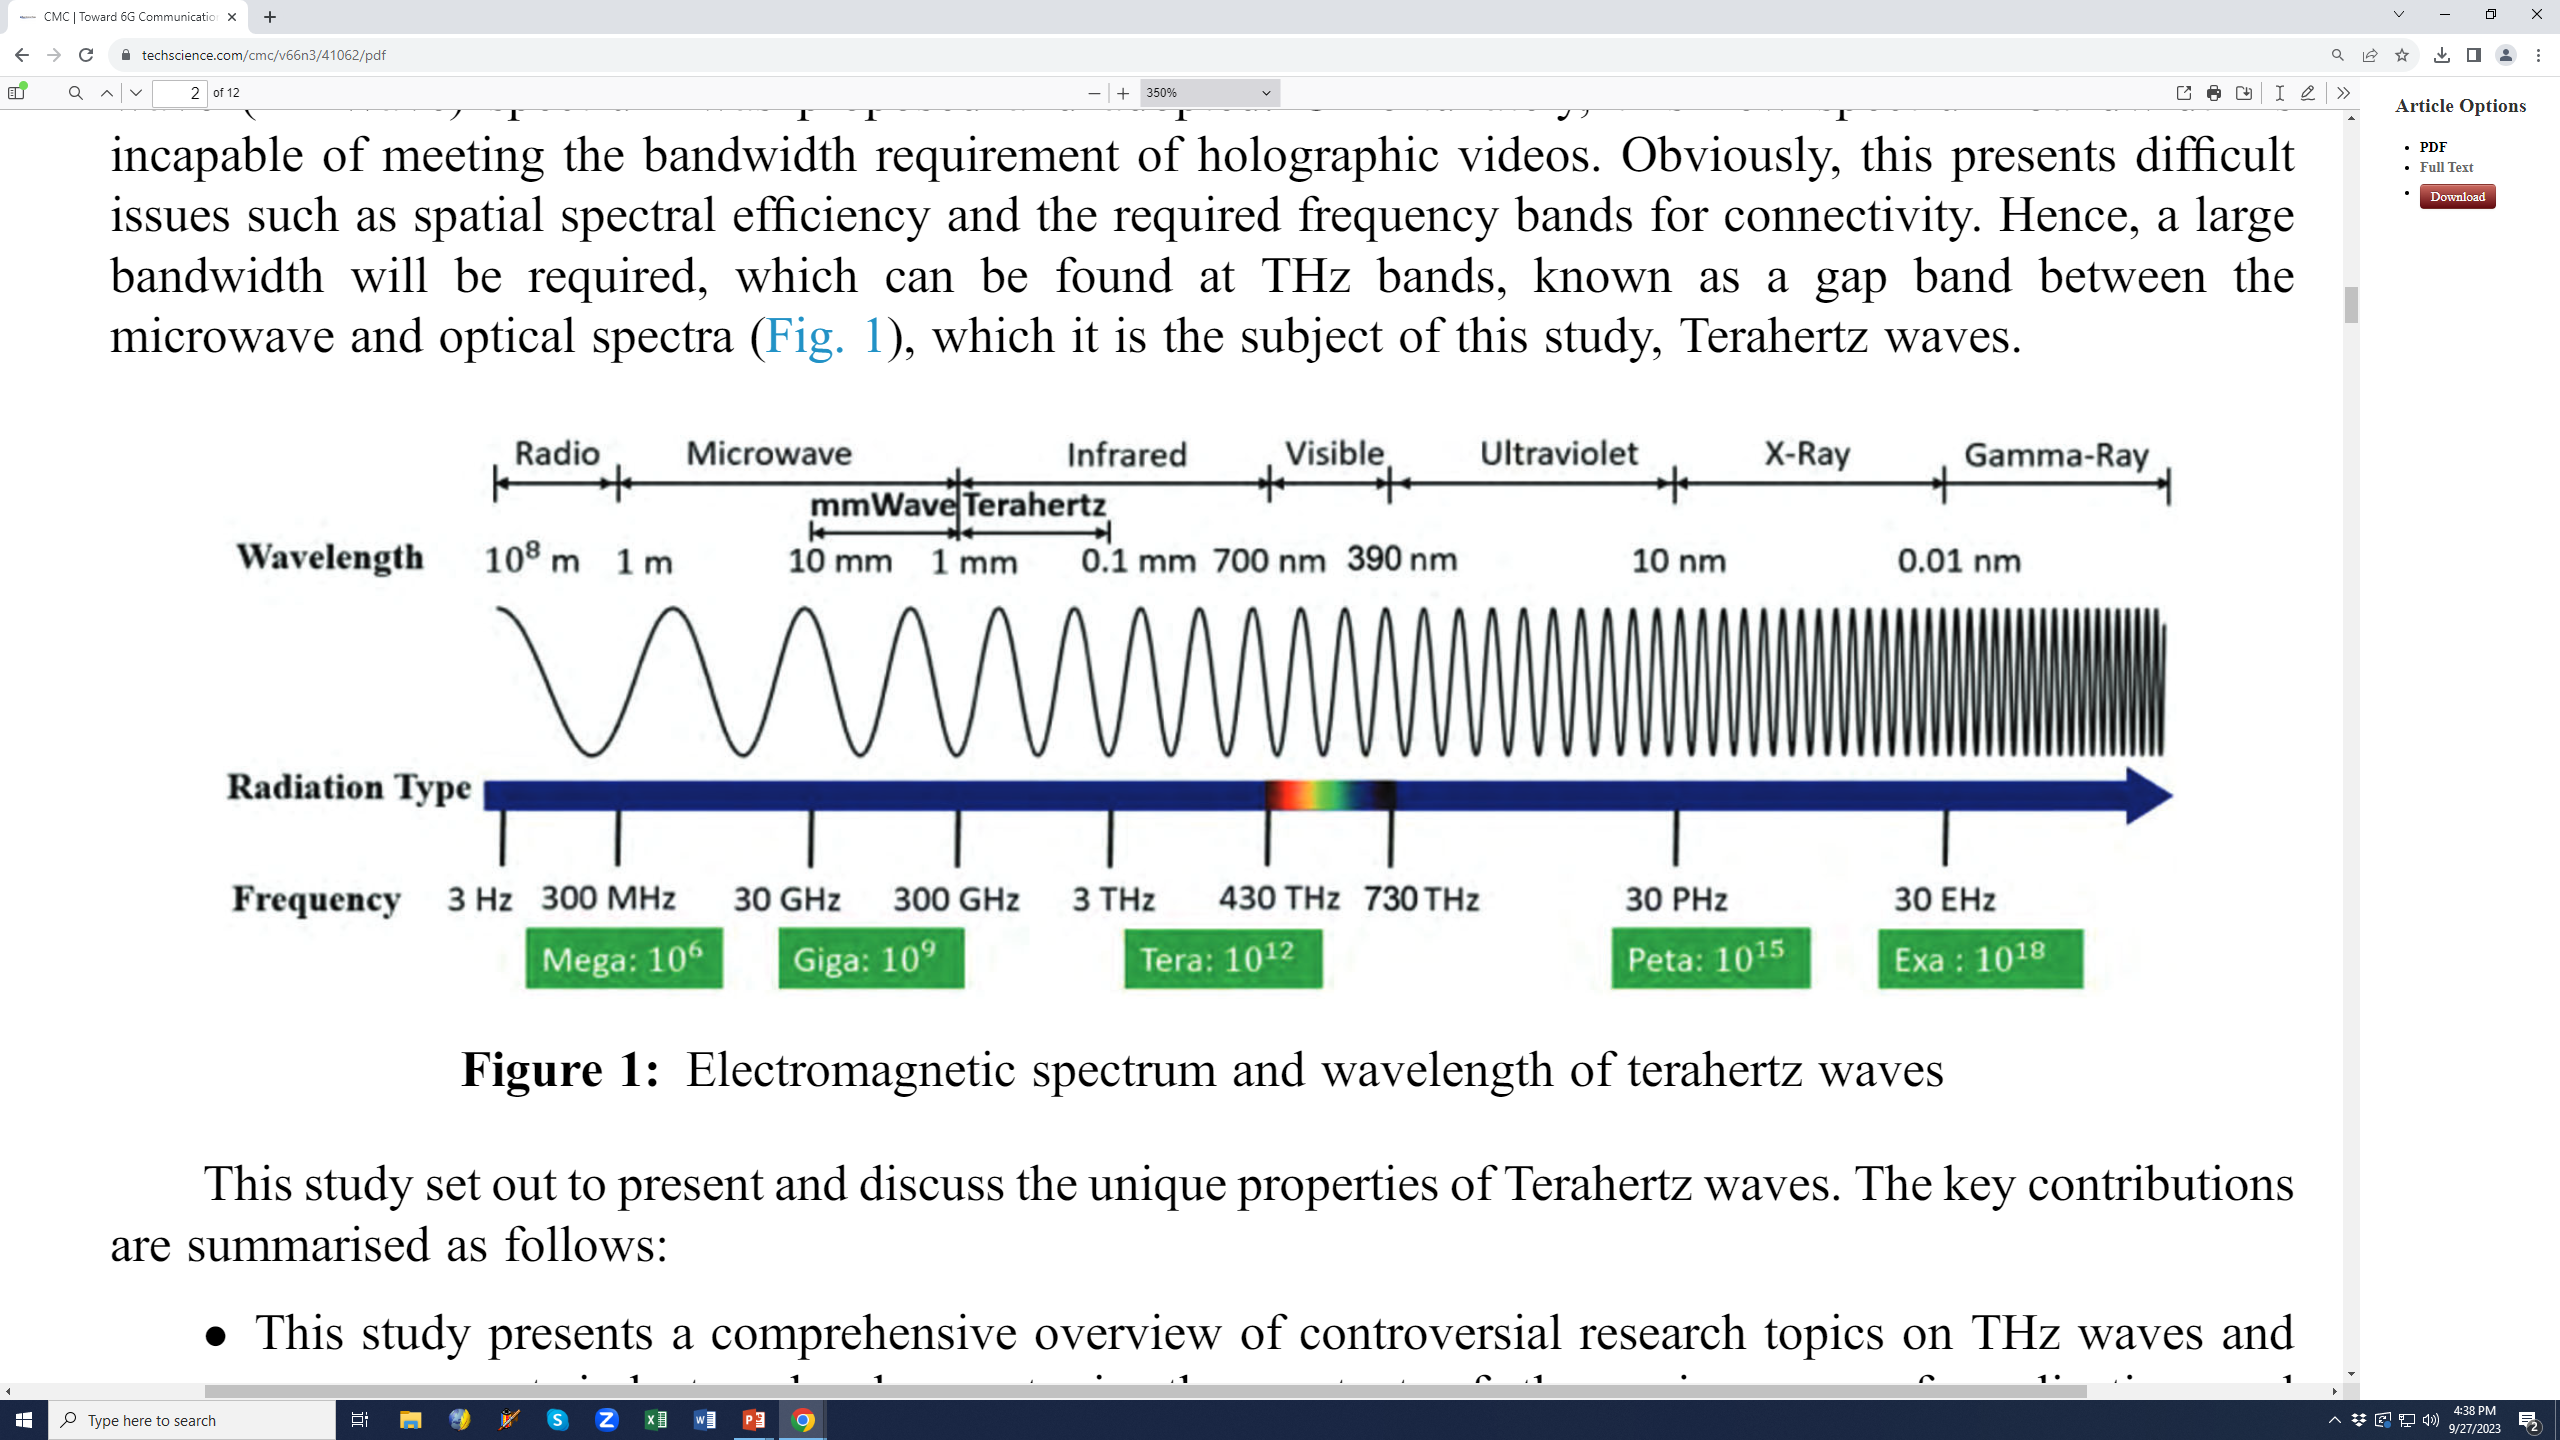 CMC | Toward 6G Communication
techscience.com/cmc/v66n3/41062/pdf
2 of 12
350%
Article Options
PDF
Full Text
Download
incapable of meeting the bandwidth requirement of holographic videos. Obviously, this presents difficult
issues such as spatial spectral efficiency and the required frequency bands for connectivity. Hence, a large
bandwidth will be required, which can be found at THz bands, known as a gap band between the
microwave and optical spectra (Fig. 1), which it is the subject of this study, Terahertz waves.
Radio Microwave Infrared Visible Ultraviolet X-Ray Gamma-Ray
mmWave Terahertz
Wavelength 10⁸ m 1 m 10 mm 1 mm 0.1 mm 700 nm 390 nm 10 nm 0.01 nm
Radiation Type
Frequency 3 Hz 300 MHz 30 GHz 300 GHz 3 THz 430 THz 730 THz 30 PHz 30 EHz
Mega: 10⁶ Giga: 10⁹ Tera: 10¹² Peta: 10¹⁵ Exa : 10¹⁸
Figure 1: Electromagnetic spectrum and wavelength of terahertz waves
This study set out to present and discuss the unique properties of Terahertz waves. The key contributions
are summarised as follows:
● This study presents a comprehensive overview of controversial research topics on THz waves and
Type here to search
4:38 PM
9/27/2023
2